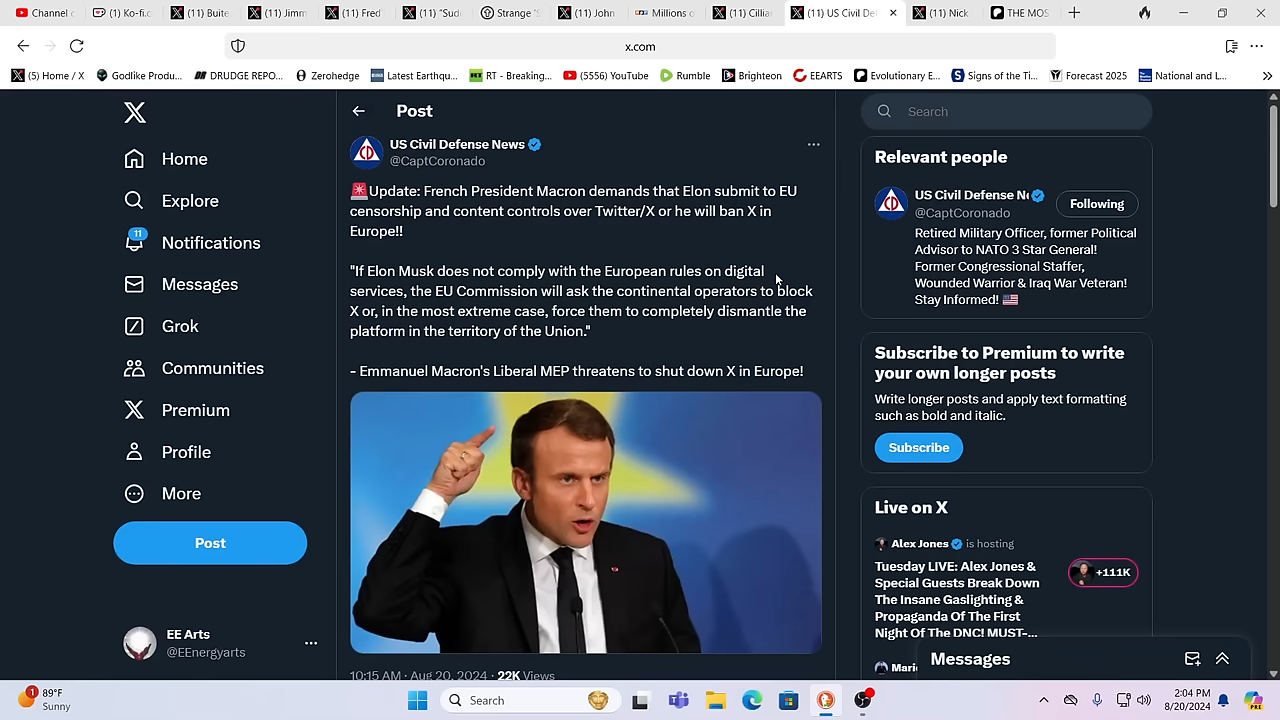 Channel c
(1) Ko-fi.c
(11) Buite
(11) Jimm
(11) Fred
(11) "Sa
Strange '
(11) John
Millions o
(11) Cillia
(11) US Civil Def
(11) Nick
THE MOS
x.com
(5) Home / X
Godlike Produ...
DRUDGE REPO...
Zerohedge
Latest Earthqu...
RT - Breaking...
(5556) YouTube
Rumble
Brighteon
EEARTS
Evolutionary E...
Signs of the Ti...
Forecast 2025
National and L...
Home
Explore
11
Notifications
Messages
Grok
Communities
Premium
Profile
More
Post
EE Arts
@EEnergyarts
Post
CD
US Civil Defense News
@CaptCoronado
🚨Update: French President Macron demands that Elon submit to EU
censorship and content controls over Twitter/X or he will ban X in
Europe!!
"If Elon Musk does not comply with the European rules on digital
services, the EU Commission will ask the continental operators to block
X or, in the most extreme case, force them to completely dismantle the
platform in the territory of the Union."
- Emmanuel Macron's Liberal MEP threatens to shut down X in Europe!
10:15 AM · Aug 20, 2024 · 22K Views
Search
Relevant people
CD
US Civil Defense Ne
@CaptCoronado
Following
Retired Military Officer, former Political
Advisor to NATO 3 Star General!
Former Congressional Staffer,
Wounded Warrior & Iraq War Veteran!
Stay Informed! 🇺🇸
Subscribe to Premium to write
your own longer posts
Write longer posts and apply text formatting
such as bold and italic.
Subscribe
Live on X
Alex Jones is hosting
Tuesday LIVE: Alex Jones &
Special Guests Break Down
The Insane Gaslighting &
Propaganda Of The First
Night Of The DNC! MUST-...
+111K
Mari
Messages
1
89°F
Sunny
Search
2:04 PM
8/20/2024
PRE